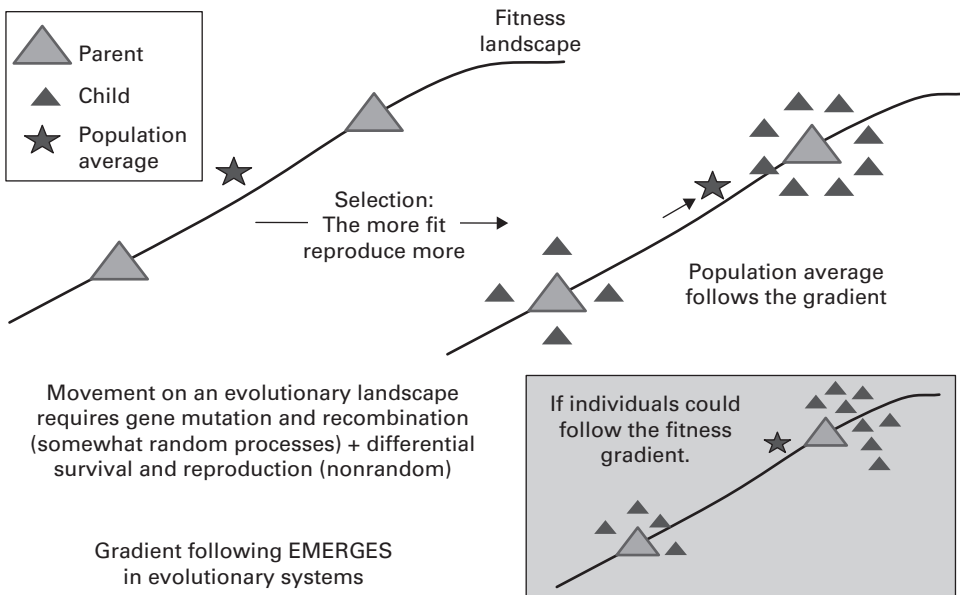 Parent
Child
Population
average
Fitness
landscape
Selection:
The more fit
reproduce more
Population average
follows the gradient
Movement on an evolutionary landscape
requires gene mutation and recombination
(somewhat random processes) + differential
survival and reproduction (nonrandom)
Gradient following EMERGES
in evolutionary systems
If individuals could
follow the fitness
gradient.